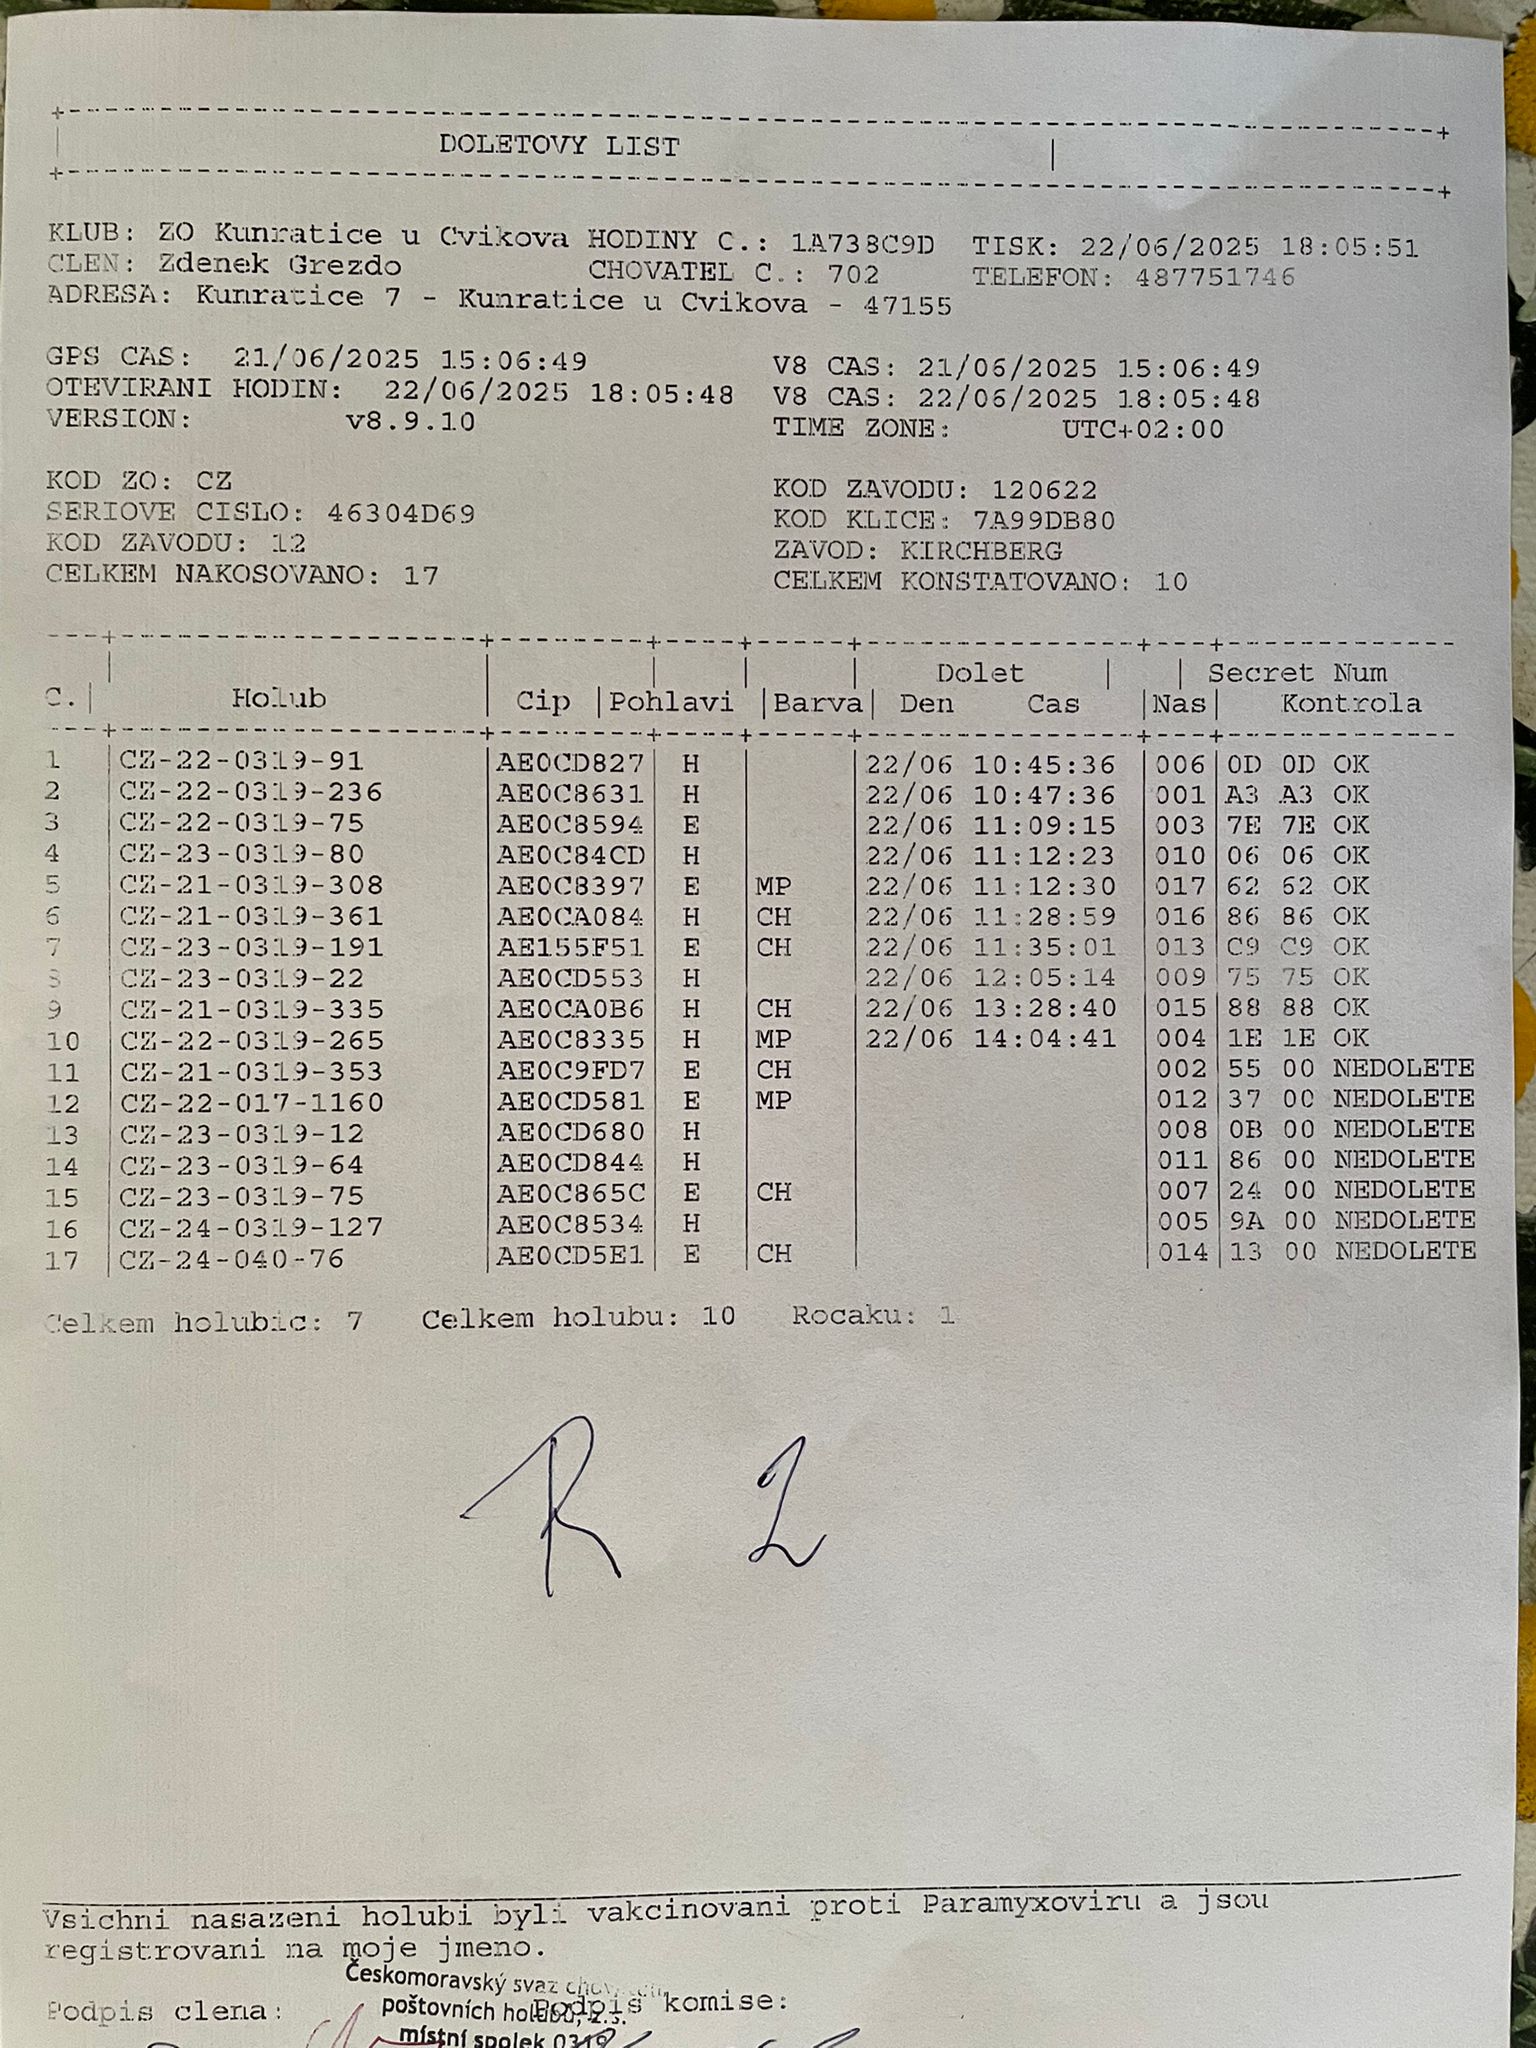 DOLETOVY LIST
KLUB: ZO Kunratice u Cvikova HODINY C.: 1A738C9D TISK: 22/06/2025 18:05:51
CLEN: Zdenek Grezdo CHOVATEL C.: 702 TELEFON: 487751746
ADRESA: Kunratice 7 - Kunratice u Cvikova - 47155
GPS CAS: 21/06/2025 15:06:49 V8 CAS: 21/06/2025 15:06:49
OTEVIRANI HODIN: 22/06/2025 18:05:48 V8 CAS: 22/06/2025 18:05:48
VERSION: v8.9.10 TIME ZONE: UTC+02:00
KOD ZO: CZ KOD ZAVODU: 120622
SERIOVE CISLO: 46304D69 KOD KLICE: 7A99DB80
KOD ZAVODU: 12 ZAVOD: KIRCHBERG
CELKEM NAKOSOVANO: 17 CELKEM KONSTATOVANO: 10
Dolet | | Secret Num
C.| Holub | Cip |Pohlavi |Barva| Den Cas |Nas| Kontrola
1 CZ-22-0319-91 AE0CD827 H 22/06 10:45:36 006 0D 0D OK
2 CZ-22-0319-236 AE0C8631 H 22/06 10:47:36 001 A3 A3 OK
3 CZ-22-0319-75 AE0C8594 E 22/06 11:09:15 003 7E 7E OK
4 CZ-23-0319-80 AE0C84CD H 22/06 11:12:23 010 06 06 OK
5 CZ-21-0319-308 AE0C8397 E MP 22/06 11:12:30 017 62 62 OK
6 CZ-21-0319-361 AE0CA084 H CH 22/06 11:28:59 016 86 86 OK
7 CZ-23-0319-191 AE155F51 E CH 22/06 11:35:01 013 C9 C9 OK
8 CZ-23-0319-22 AE0CD553 H 22/06 12:05:14 009 75 75 OK
9 CZ-21-0319-335 AE0CA0B6 H CH 22/06 13:28:40 015 88 88 OK
10 CZ-22-0319-265 AE0C8335 H MP 22/06 14:04:41 004 1E 1E OK
11 CZ-21-0319-353 AE0C9FD7 E CH 002 55 00 NEDOLETE
12 CZ-22-017-1160 AE0CD581 E MP 012 37 00 NEDOLETE
13 CZ-23-0319-12 AE0CD680 H 008 0B 00 NEDOLETE
14 CZ-23-0319-64 AE0CD844 H 011 86 00 NEDOLETE
15 CZ-23-0319-75 AE0C865C E CH 007 24 00 NEDOLETE
16 CZ-24-0319-127 AE0C8534 H 005 9A 00 NEDOLETE
17 CZ-24-040-76 AE0CD5E1 E CH 014 13 00 NEDOLETE
Celkem holubic: 7 Celkem holubu: 10 Rocaku: 1
R 2
Vsichni nasazeni holubi byli vakcinovani proti Paramyxoviru a jsou
registrovani na moje jmeno.
Českomoravský svaz chovatelů
Podpis clena: poštovních holubů, z.s. Podpis komise:
místní spolek 0319